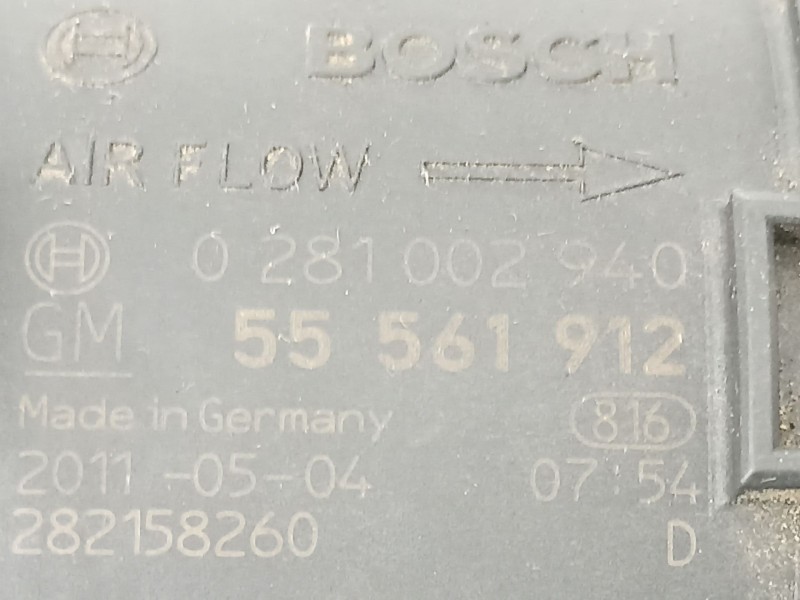 BOSCH
AIR FLOW
0 281 002 940
GM 55 561 912
Made in Germany 816
2011-05-04 07:54
282158260 D